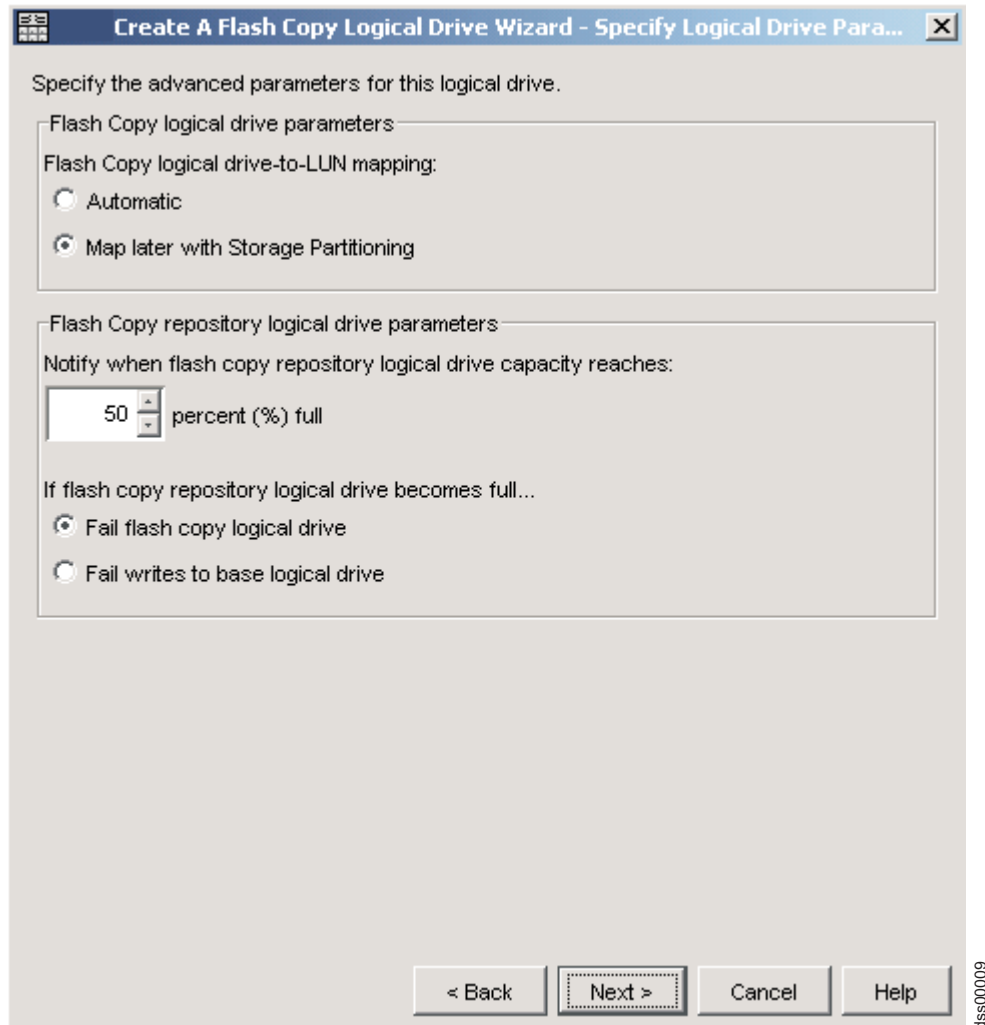 Create A Flash Copy Logical Drive Wizard - Specify Logical Drive Para...
Specify the advanced parameters for this logical drive.
Flash Copy logical drive parameters
Flash Copy logical drive-to-LUN mapping:
Automatic
Map later with Storage Partitioning
Flash Copy repository logical drive parameters
Notify when flash copy repository logical drive capacity reaches:
50 percent (%) full
If flash copy repository logical drive becomes full...
Fail flash copy logical drive
Fail writes to base logical drive
< Back Next > Cancel Help
dss00009